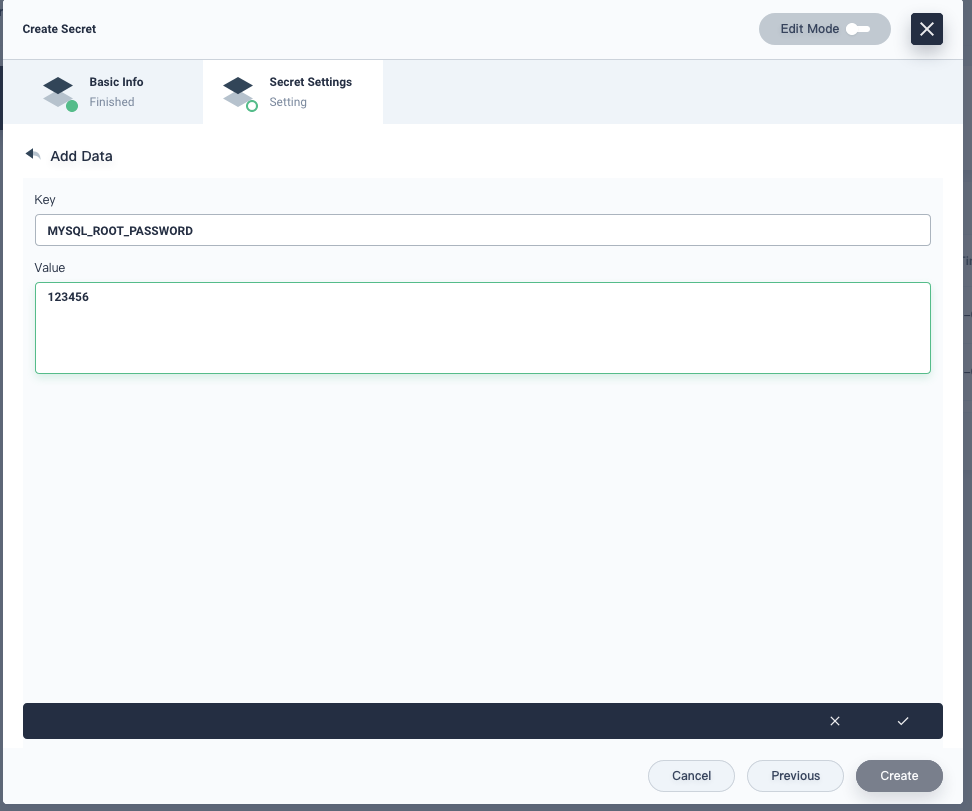 Create Secret
Edit Mode
Basic Info
Finished
Secret Settings
Setting
Add Data
Key
MYSQL_ROOT_PASSWORD
Value
123456
Cancel
Previous
Create